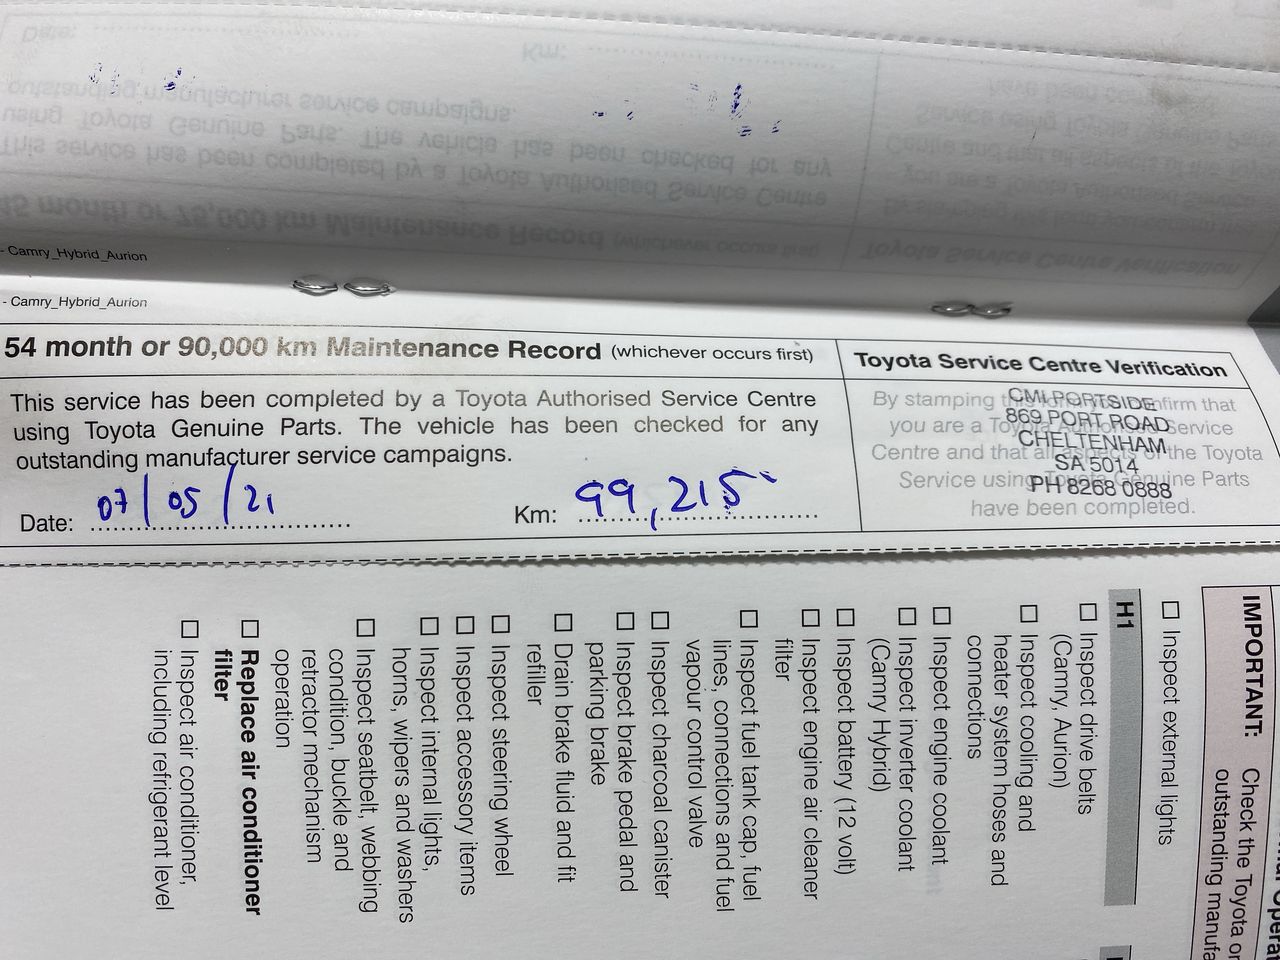 - Camry_Hybrid_Aurion
- Camry_Hybrid_Aurion
54 month or 90,000 km Maintenance Record (whichever occurs first)
This service has been completed by a Toyota Authorised Service Centre
using Toyota Genuine Parts. The vehicle has been checked for any
outstanding manufacturer service campaigns.
Date: 07/05/21
Km: 99,215
Toyota Service Centre Verification
By stamping this form you confirm that
you are a Toyota Authorised Service
Centre and that all aspects of the Toyota
Service using Toyota Genuine Parts
have been completed.
CMI PORTSIDE
869 PORT ROAD
CHELTENHAM
SA 5014
PH 8268 0888
IMPORTANT: Check the Toyota
outstanding
Inspect external lights
H1
Inspect drive belts
(Camry, Aurion)
Inspect cooling and
heater system hoses and
connections
Inspect engine coolant
Inspect inverter coolant
(Camry Hybrid)
Inspect battery (12 volt)
Inspect engine air cleaner
filter
Inspect fuel tank cap, fuel
lines, connections and fuel
vapour control valve
Inspect charcoal canister
Inspect brake pedal and
parking brake
Drain brake fluid and fit
refiller
Inspect steering wheel
Inspect accessory items
Inspect internal lights,
horns, wipers and washers
Inspect seatbelt, webbing
condition, buckle and
retractor mechanism
operation
Replace air conditioner
filter
Inspect air conditioner,
including refrigerant level